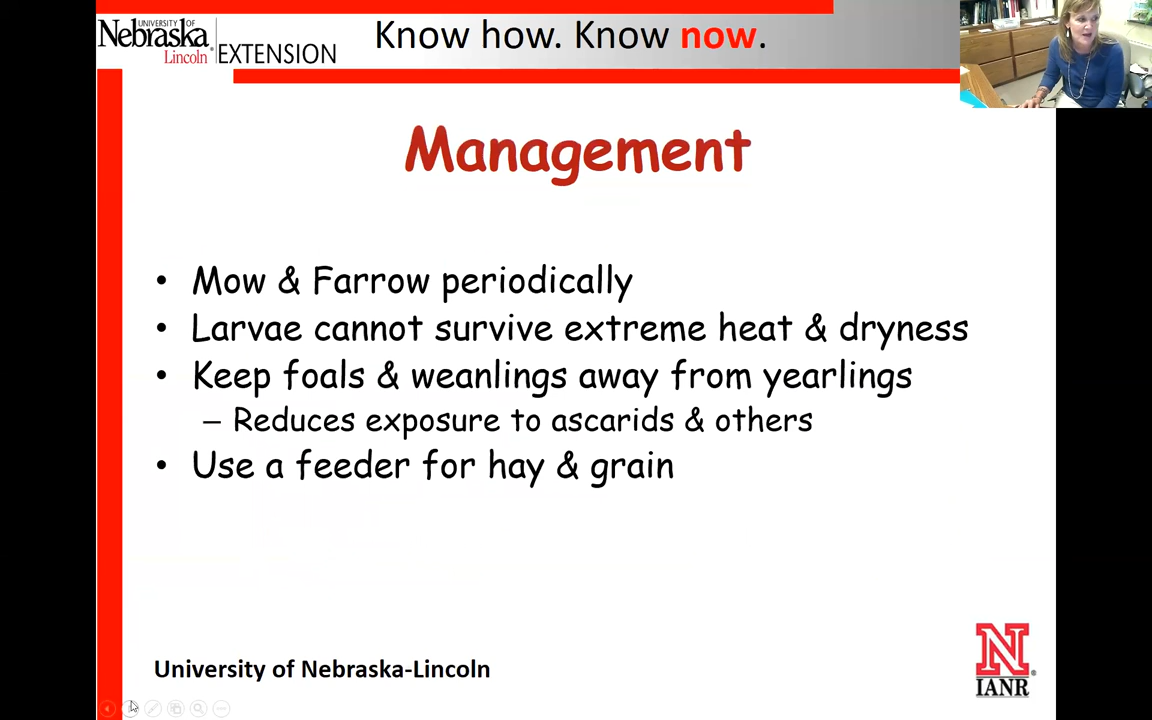 UNIVERSITY OF
Nebraska
Lincoln
EXTENSION
Know how. Know now.
Management
• Mow & Farrow periodically
• Larvae cannot survive extreme heat & dryness
• Keep foals & weanlings away from yearlings
– Reduces exposure to ascarids & others
• Use a feeder for hay & grain
University of Nebraska-Lincoln
N
IANR